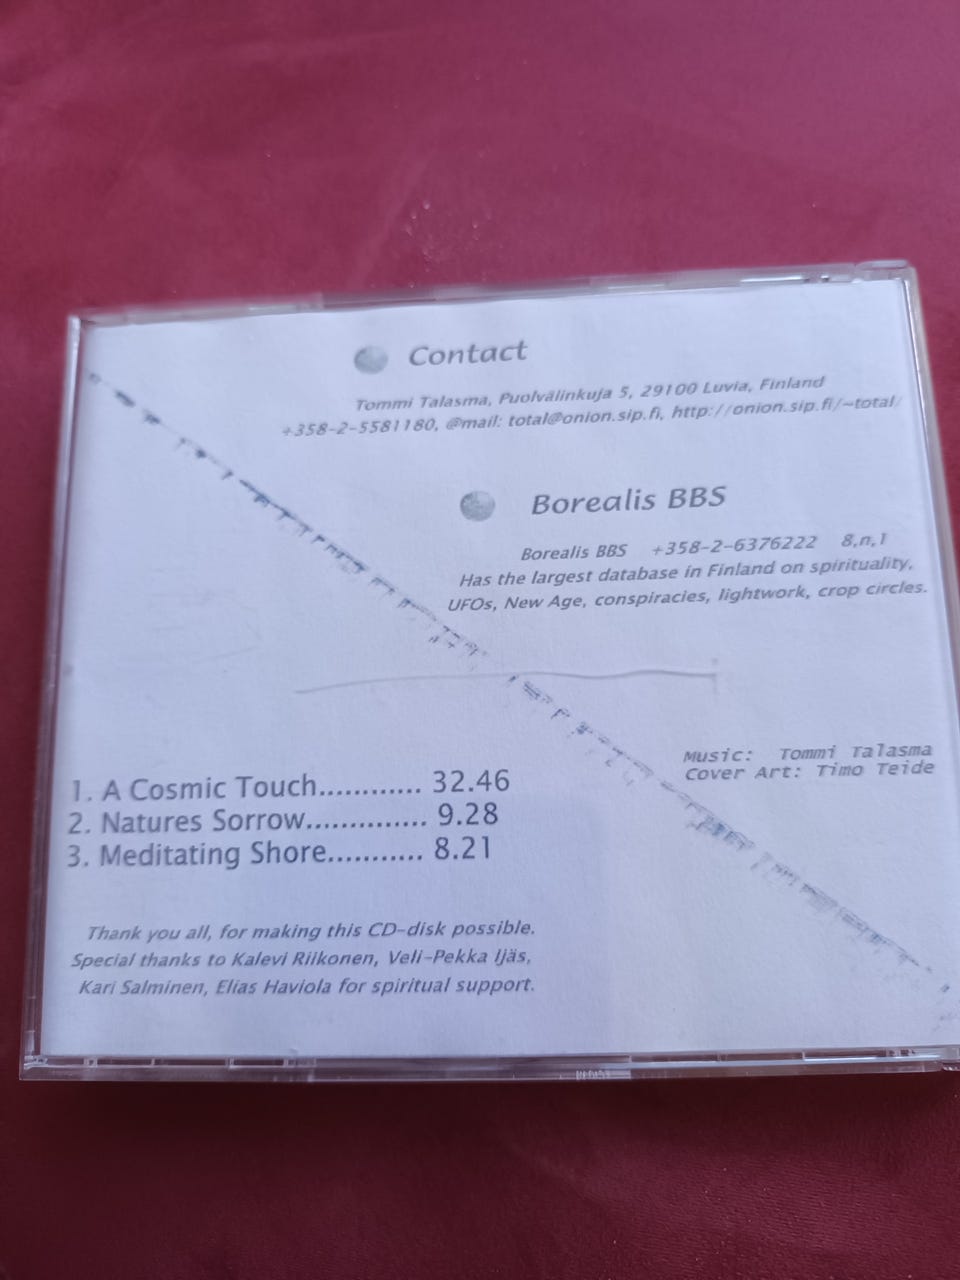 Contact
Tommi Talasma, Puolvälinkuja 5, 29100 Luvia, Finland
+358-2-5581180, @mail: total@onion.sip.fi, http://onion.sip.fi/~total/
Borealis BBS
Borealis BBS +358-2-6376222 8,n,1
Has the largest database in Finland on spirituality,
UFOs, New Age, conspiracies, lightwork, crop circles.
Music: Tommi Talasma
Cover Art: Timo Teide
1. A Cosmic Touch............ 32.46
2. Natures Sorrow.............. 9.28
3. Meditating Shore........... 8.21
Thank you all, for making this CD-disk possible.
Special thanks to Kalevi Riikonen, Veli-Pekka Ijäs,
Kari Salminen, Elias Haviola for spiritual support.